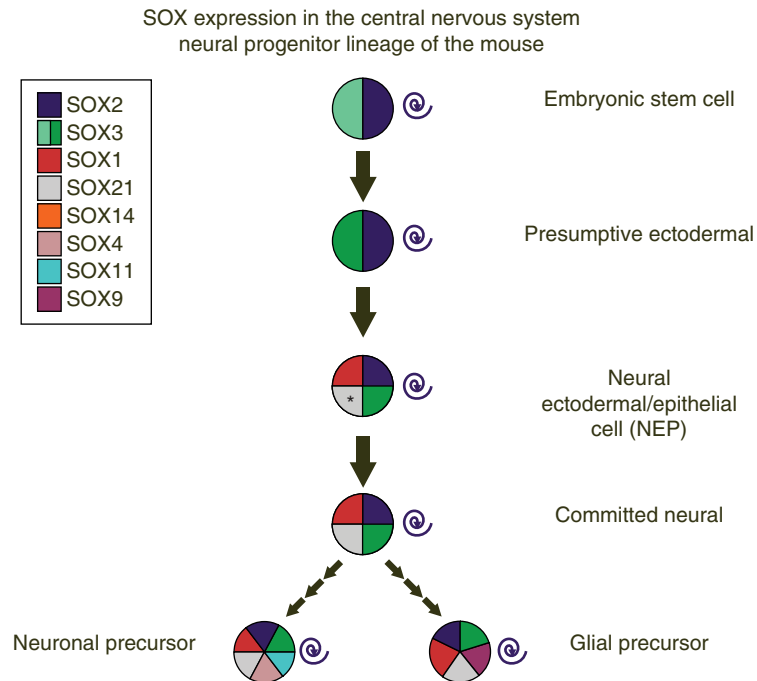 SOX expression in the central nervous system
neural progenitor lineage of the mouse
SOX2
SOX3
SOX1
SOX21
SOX14
SOX4
SOX11
SOX9
Embryonic stem cell
Presumptive ectodermal
*
Neural
ectodermal/epithelial
cell (NEP)
Committed neural
Neuronal precursor
Glial precursor